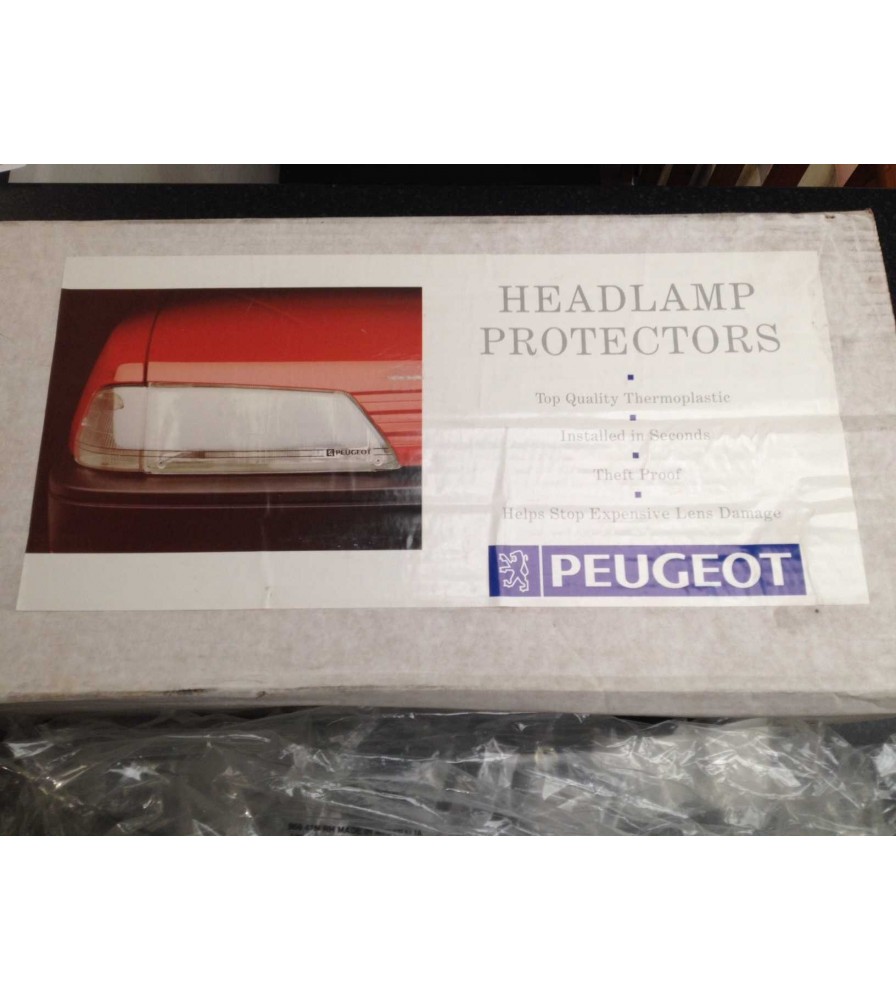 HEADLAMP
PROTECTORS
Top Quality Thermoplastic
Installed in Seconds
Theft Proof
Helps Stop Expensive Lens Damage
PEUGEOT
PEUGEOT